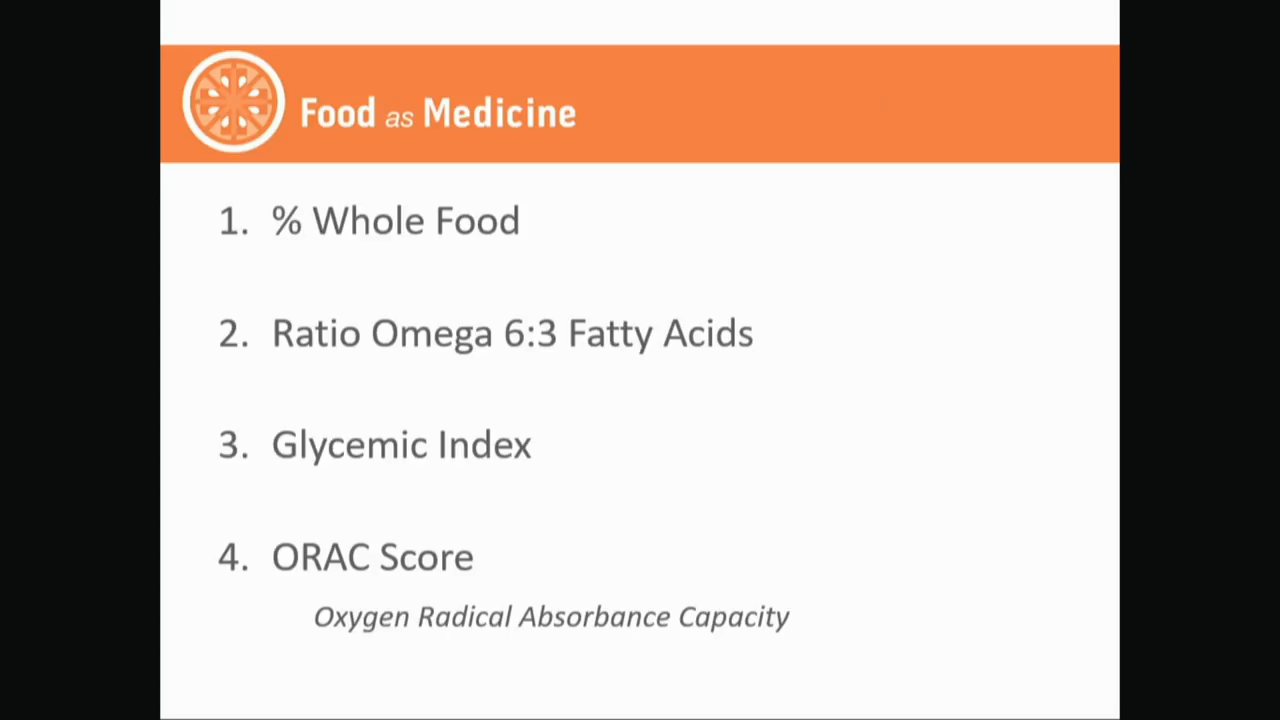 Food as Medicine
1. % Whole Food
2. Ratio Omega 6:3 Fatty Acids
3. Glycemic Index
4. ORAC Score
Oxygen Radical Absorbance Capacity